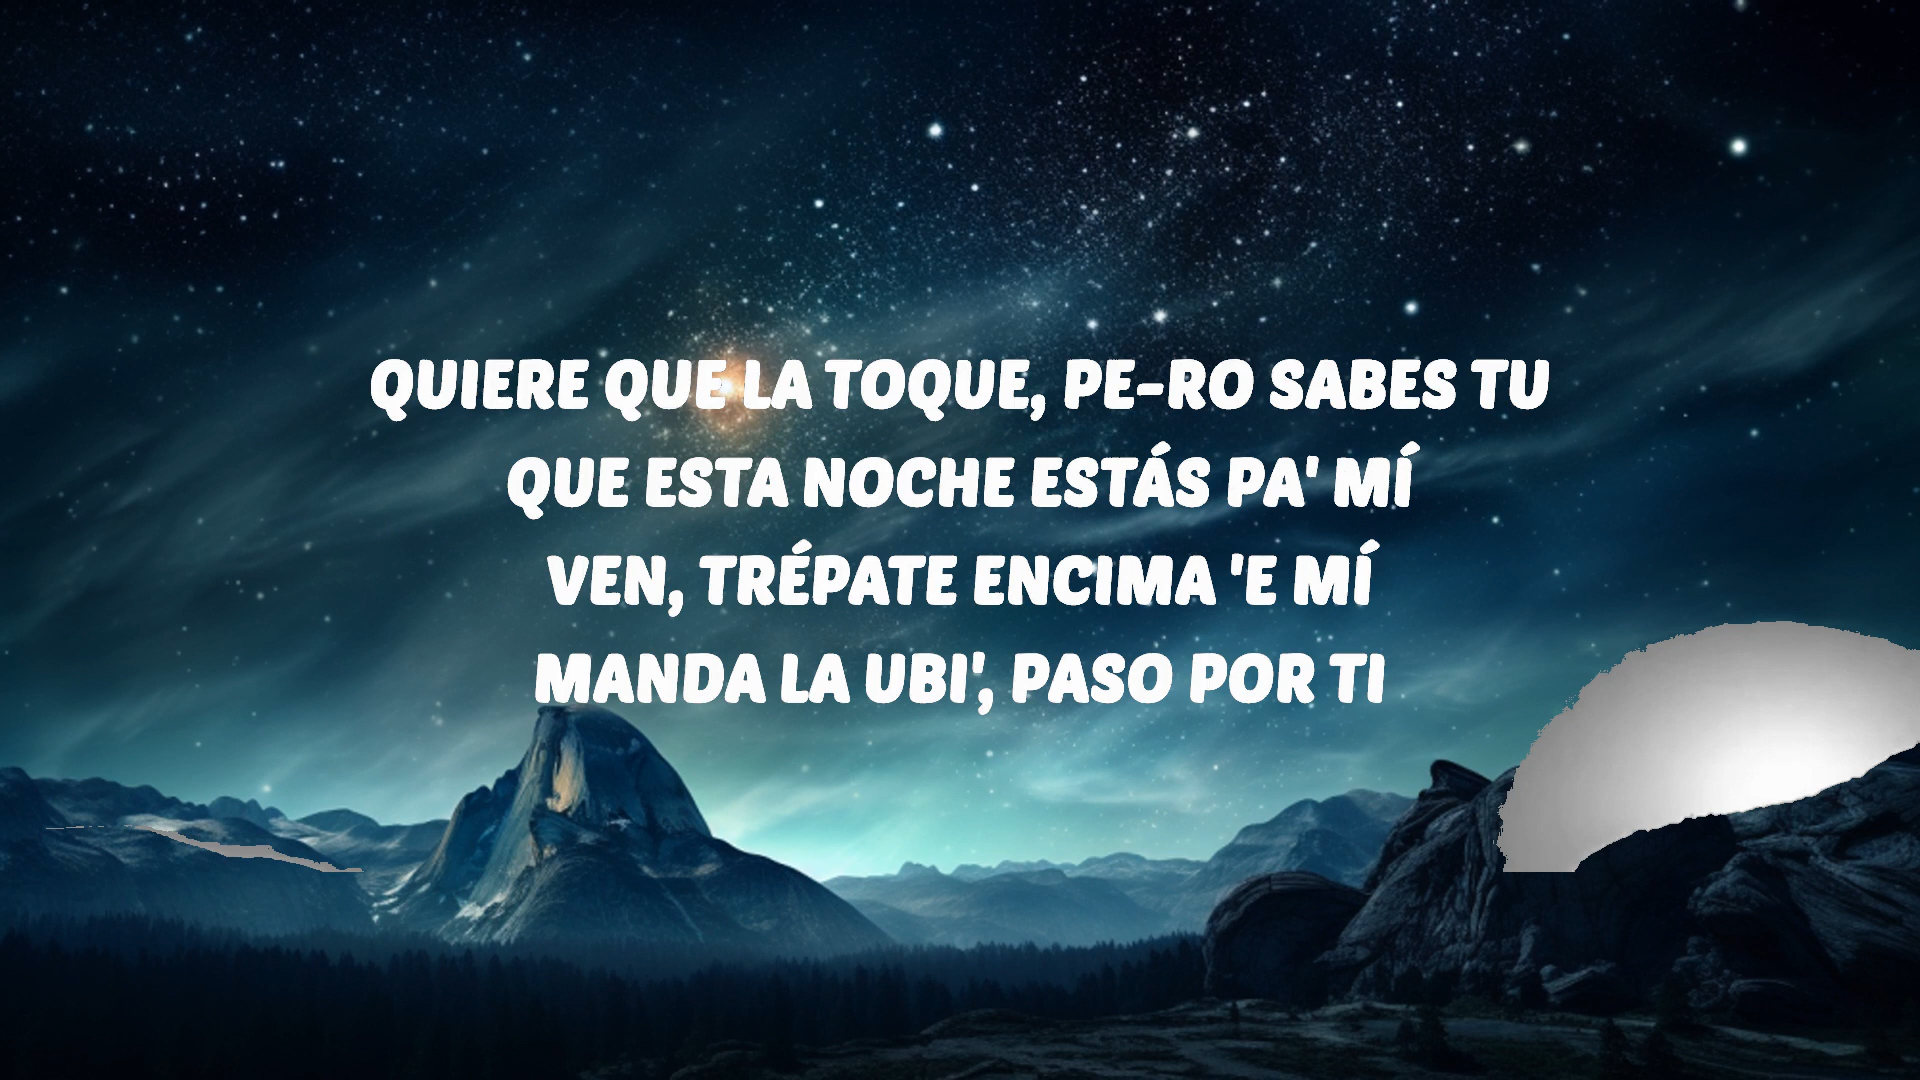 QUIERE QUE LA TOQUE, PE-RO SABES TU
QUE ESTA NOCHE ESTÁS PA' MÍ
VEN, TRÉPATE ENCIMA 'E MÍ
MANDA LA UBI', PASO POR TI